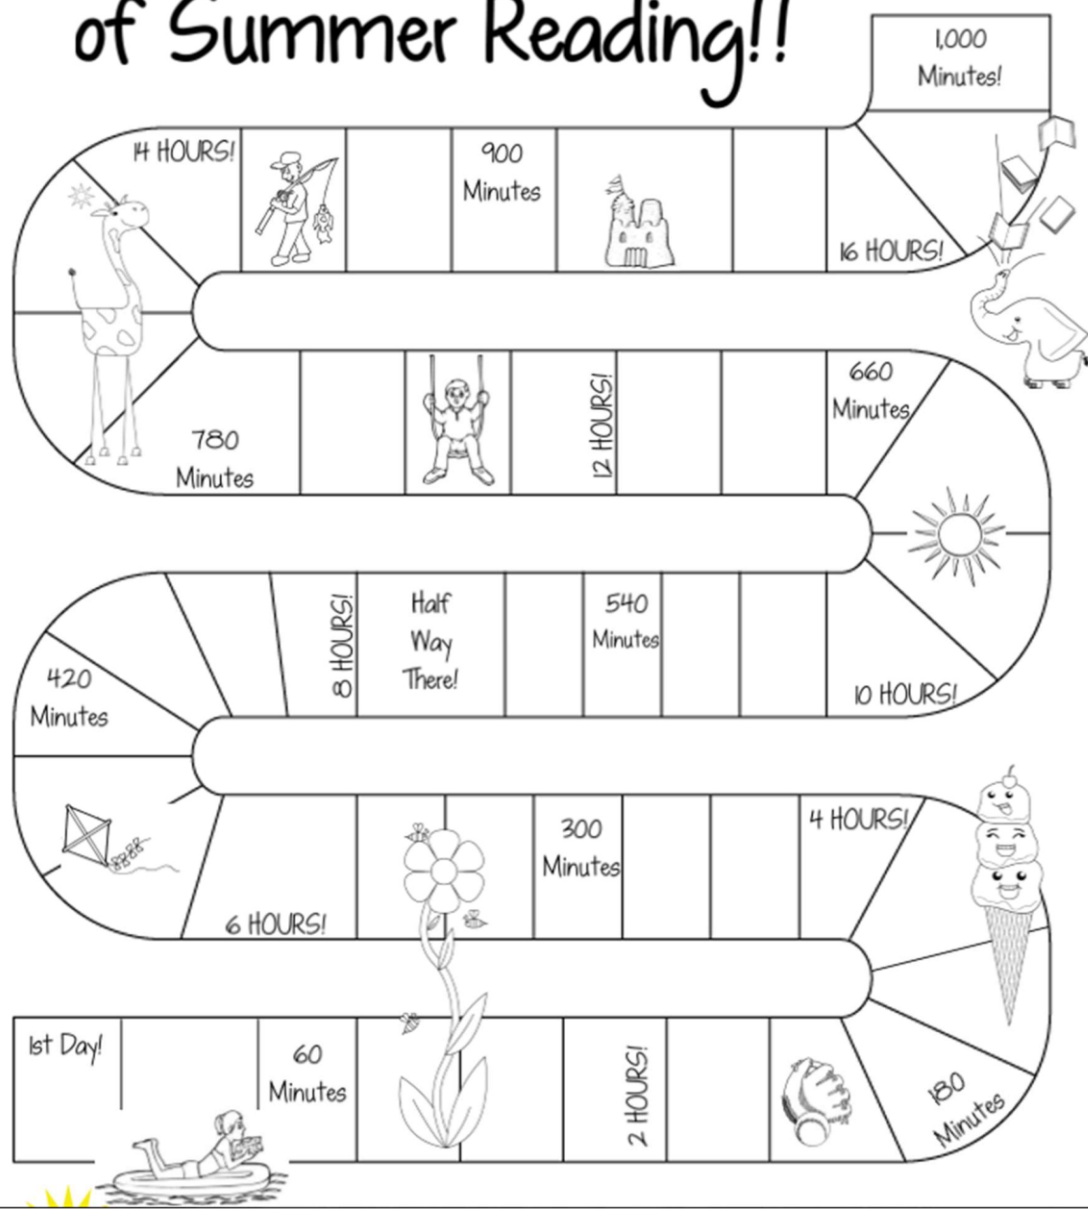 of Summer Reading!!
1,000
Minutes!
14 HOURS!
900
Minutes
16 HOURS!
780
Minutes
12 HOURS!
660
Minutes
420
Minutes
8 HOURS!
Half
Way
There!
540
Minutes
10 HOURS!
6 HOURS!
300
Minutes
4 HOURS!
1st Day!
60
Minutes
2 HOURS!
180
Minutes